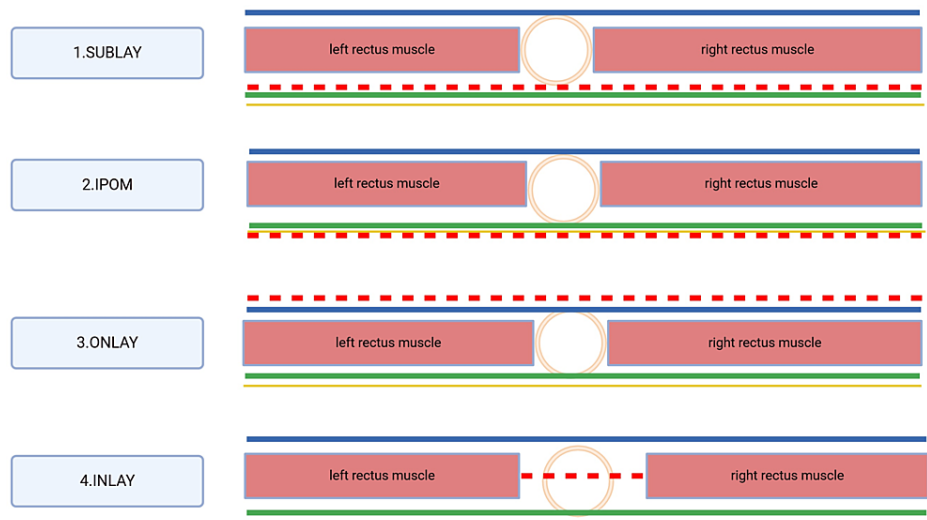 1.SUBLAY
left rectus muscle
right rectus muscle
2.IPOM
left rectus muscle
right rectus muscle
3.ONLAY
left rectus muscle
right rectus muscle
4.INLAY
left rectus muscle
right rectus muscle